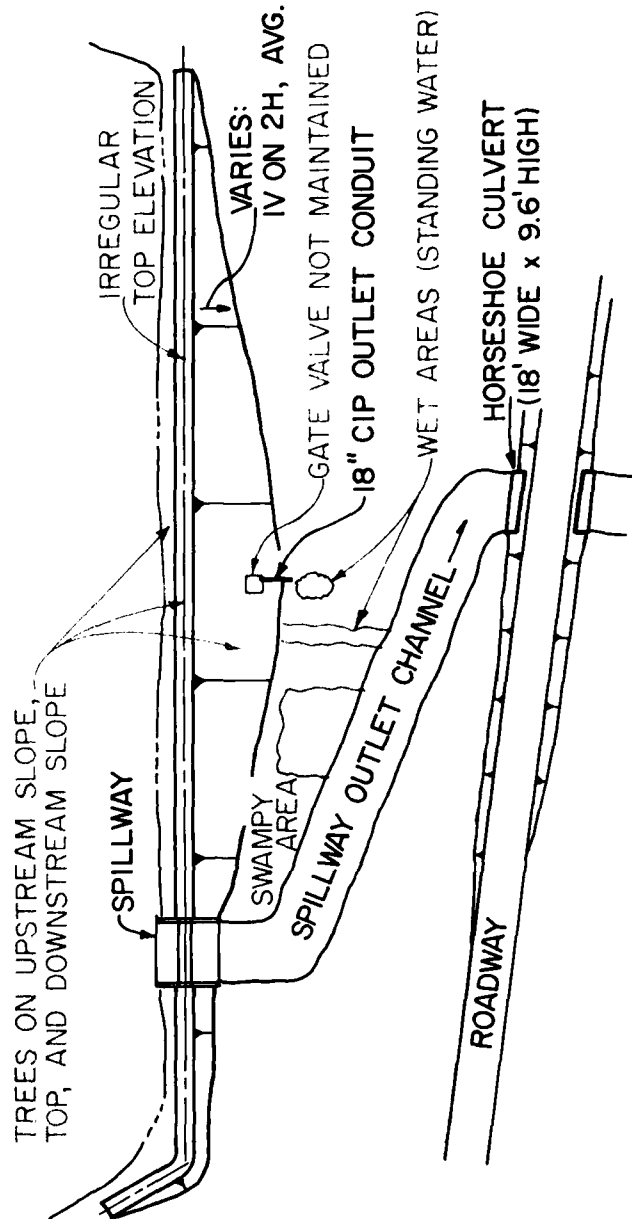 TREES ON UPSTREAM SLOPE,
TOP, AND DOWNSTREAM SLOPE
SPILLWAY
IRREGULAR
TOP ELEVATION
VARIES:
1V ON 2H, AVG.
GATE VALVE NOT MAINTAINED
18" CIP OUTLET CONDUIT
WET AREAS (STANDING WATER)
SWAMPY
AREA
SPILLWAY OUTLET CHANNEL
HORSESHOE CULVERT
(18' WIDE x 9.6' HIGH)
ROADWAY